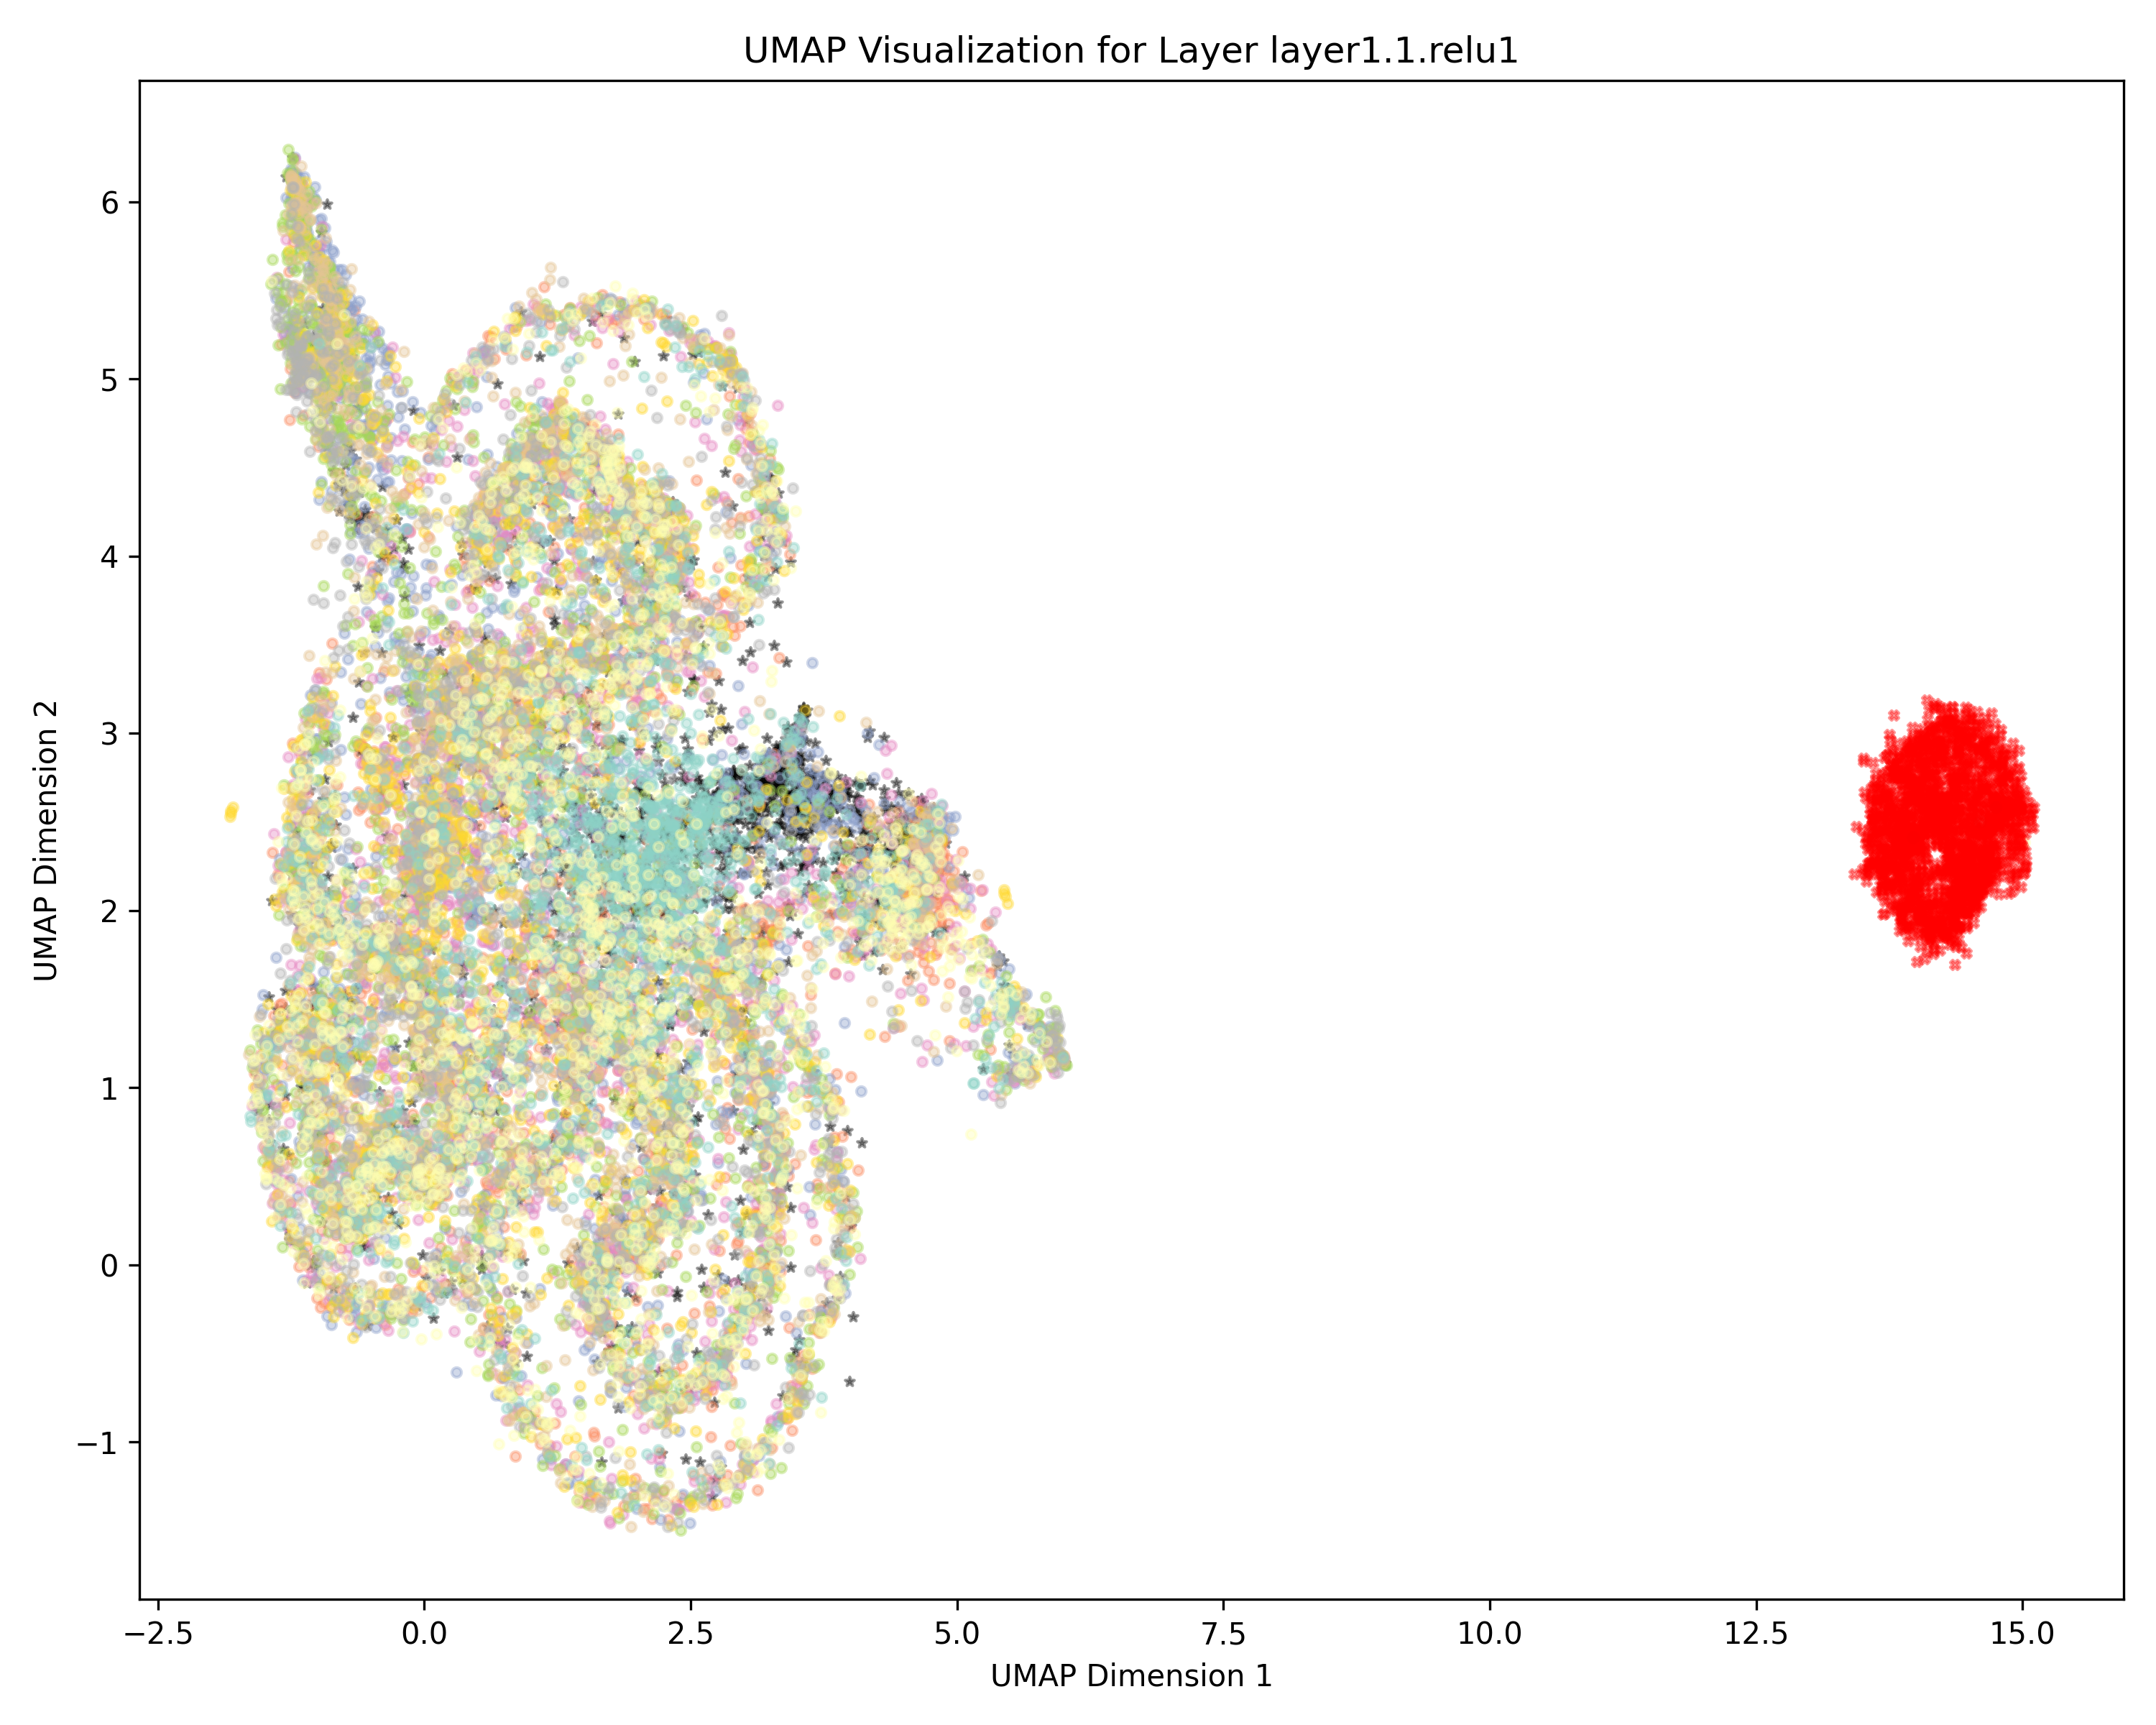 UMAP Visualization for Layer layer1.1.relu1
6
5
4
3
2
1
0
−1
UMAP Dimension 2
−2.5 0.0 2.5 5.0 7.5 10.0 12.5 15.0
UMAP Dimension 1